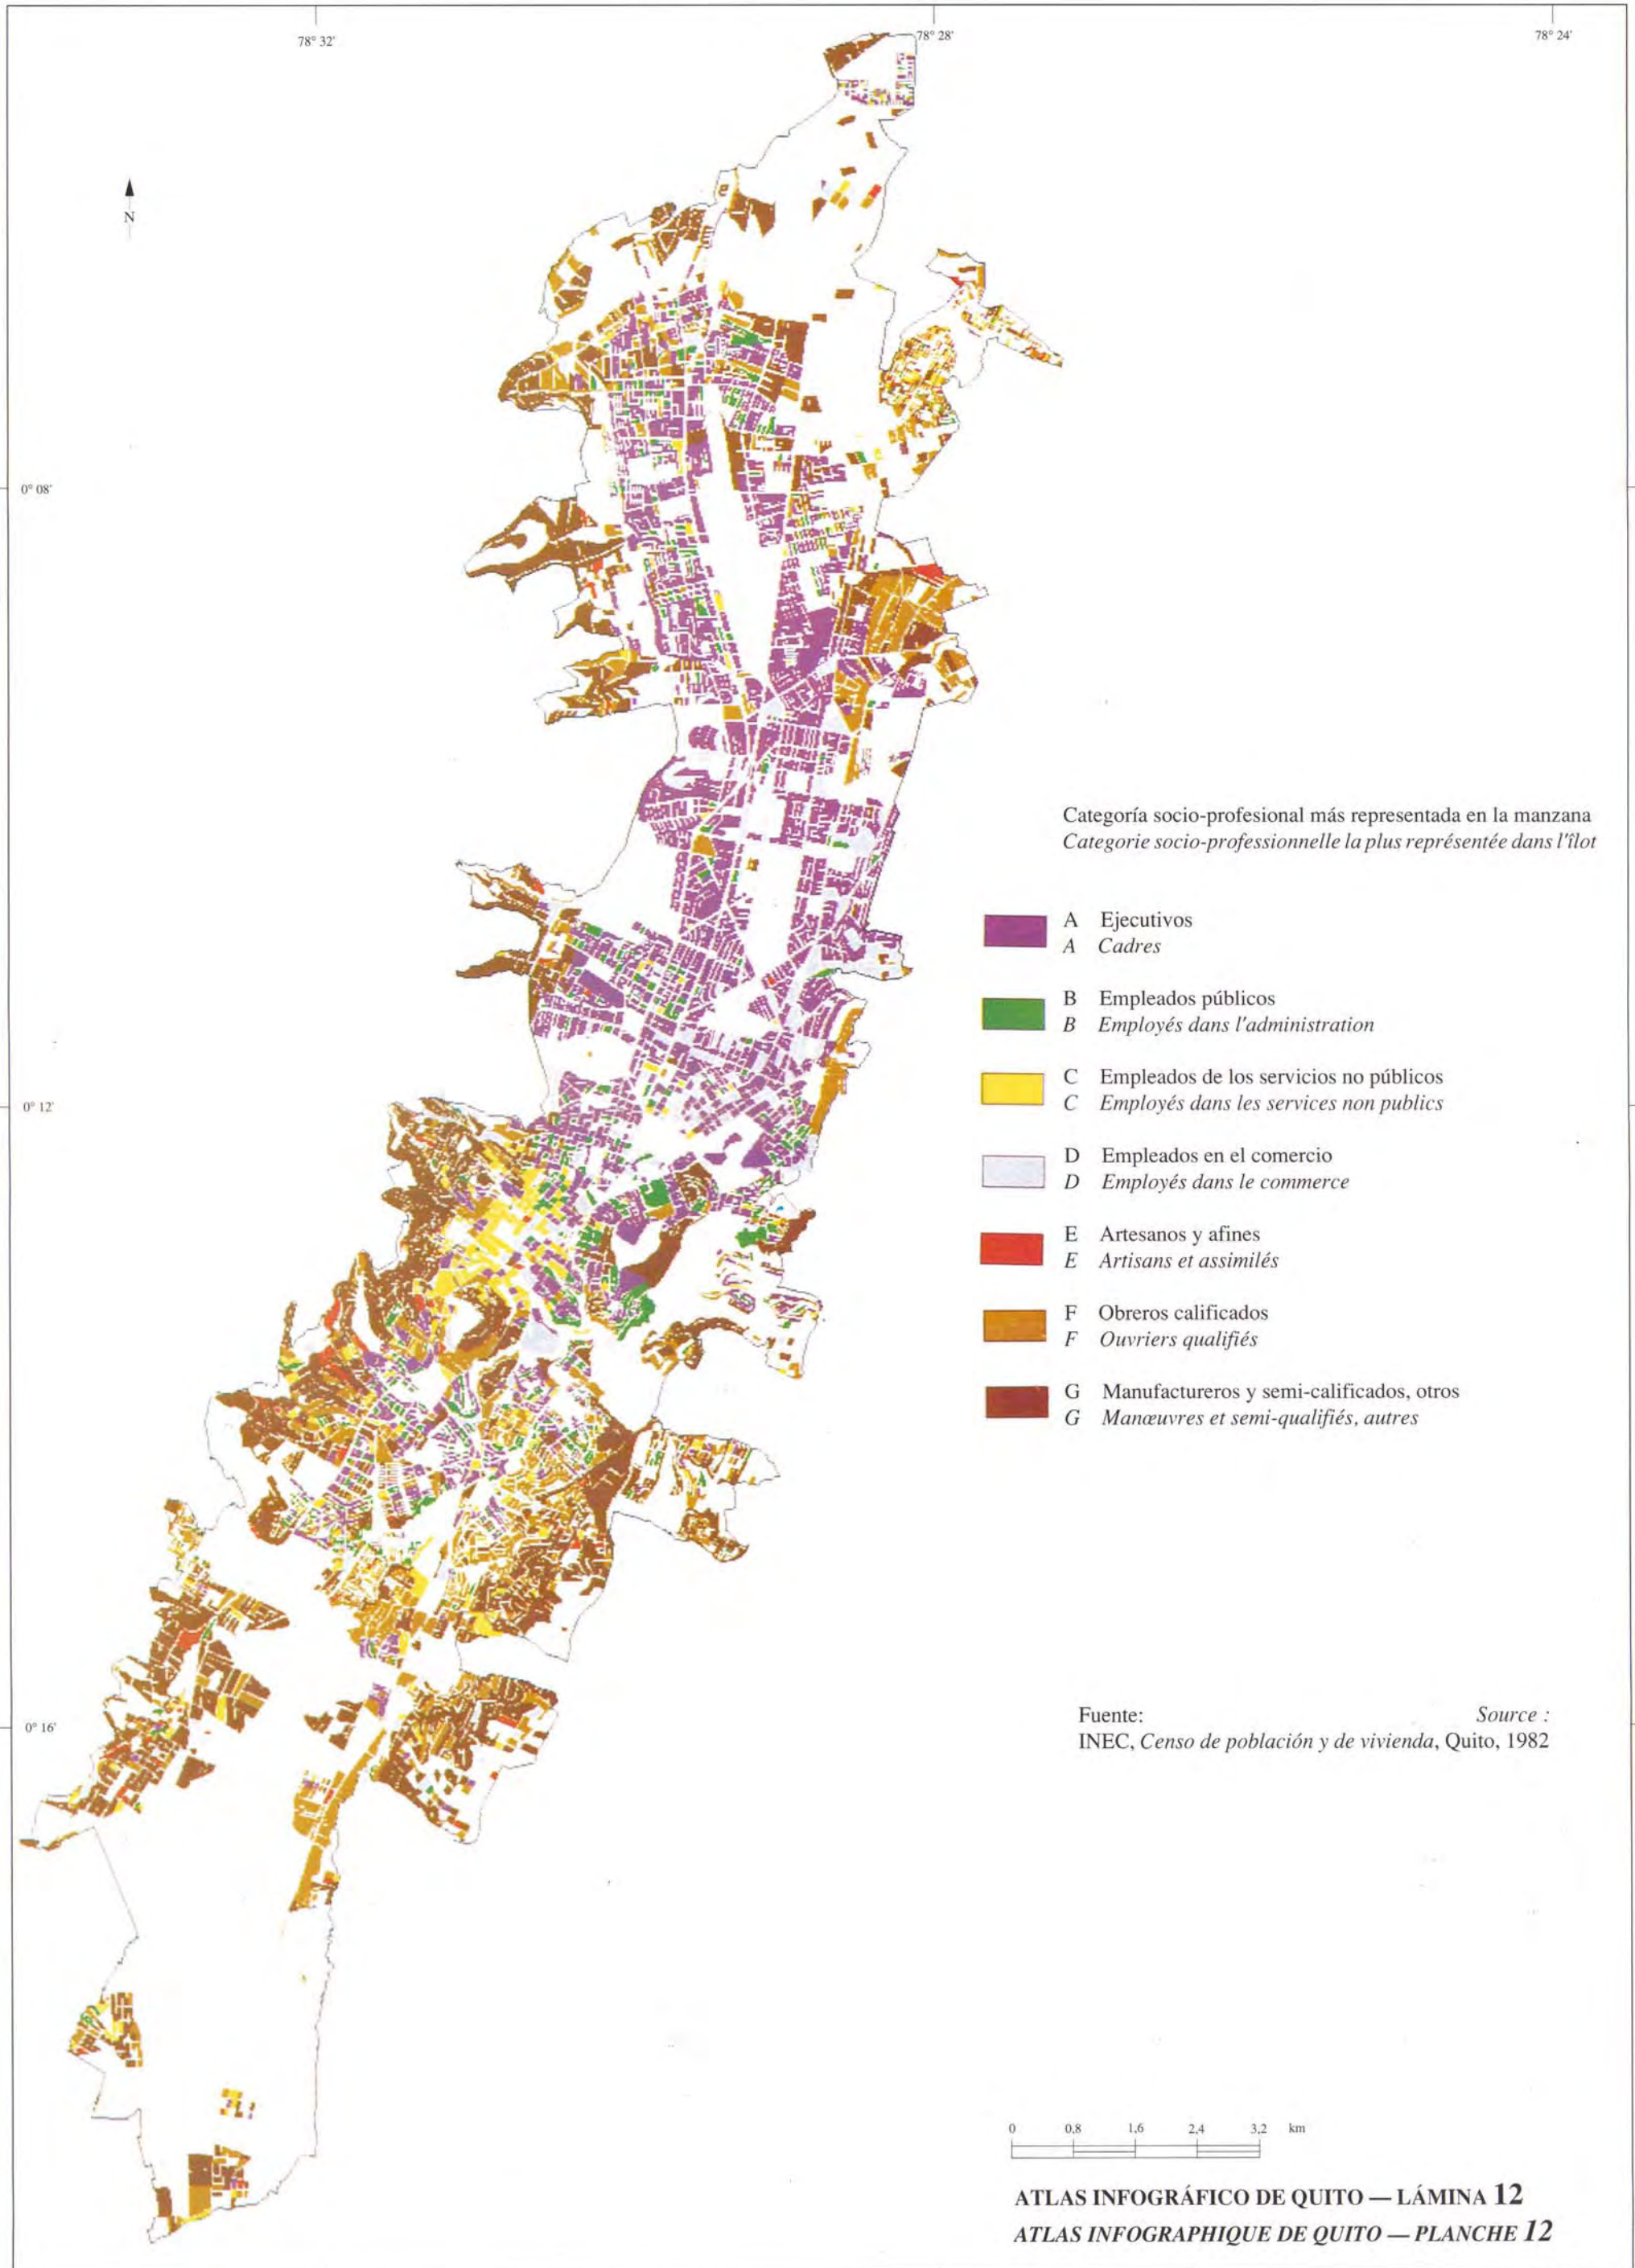 78° 32'
78° 28'
78° 24'
N
0° 08'
Categoría socio-profesional más representada en la manzana
Categorie socio-professionnelle la plus représentée dans l'îlot
A Ejecutivos
A Cadres
B Empleados públicos
B Employés dans l'administration
C Empleados de los servicios no públicos
C Employés dans les services non publics
0° 12'
D Empleados en el comercio
D Employés dans le commerce
E Artesanos y afines
E Artisans et assimilés
F Obreros calificados
F Ouvriers qualifiés
G Manufactureros y semi-calificados, otros
G Manœuvres et semi-qualifiés, autres
0° 16'
Fuente: Source :
INEC, Censo de población y de vivienda, Quito, 1982
0 0,8 1,6 2,4 3,2 km
ATLAS INFOGRÁFICO DE QUITO — LÁMINA 12
ATLAS INFOGRAPHIQUE DE QUITO — PLANCHE 12